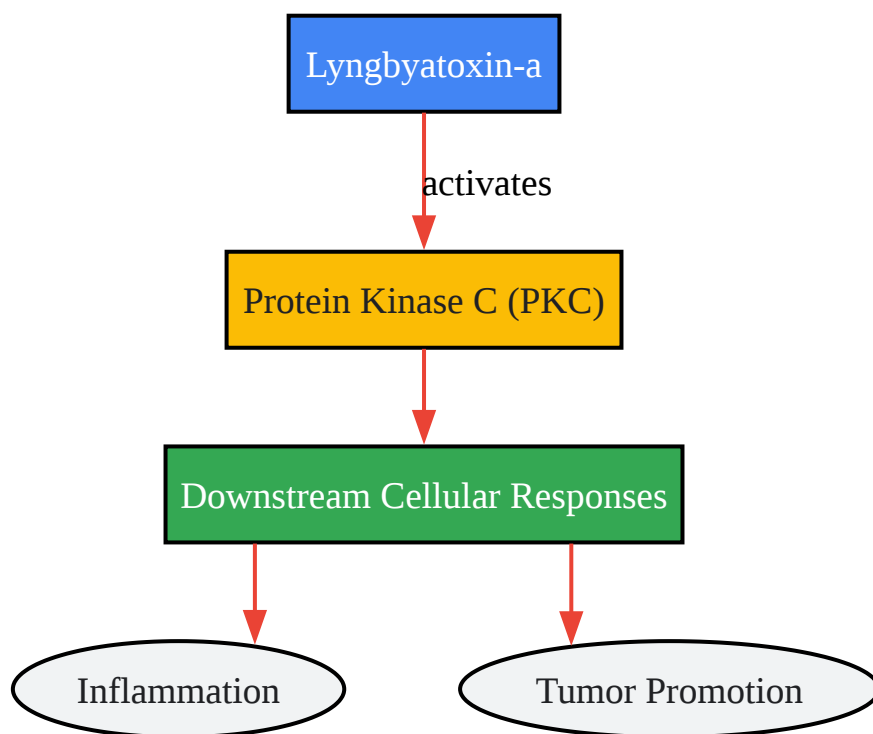 Lyngbyatoxin-a
activates
Protein Kinase C (PKC)
Downstream Cellular Responses
Inflammation
Tumor Promotion